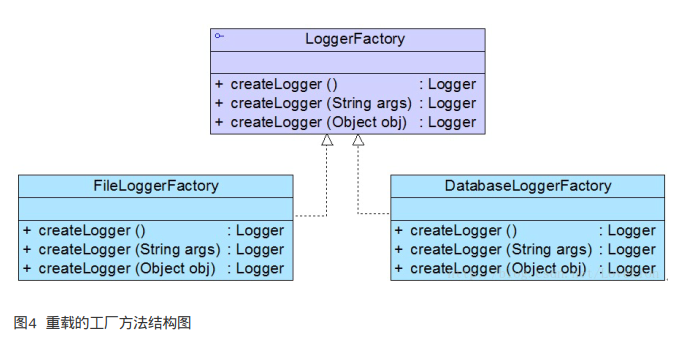 LoggerFactory
+ createLogger () : Logger
+ createLogger (String args) : Logger
+ createLogger (Object obj) : Logger
FileLoggerFactory
+ createLogger () : Logger
+ createLogger (String args) : Logger
+ createLogger (Object obj) : Logger
DatabaseLoggerFactory
+ createLogger () : Logger
+ createLogger (String args) : Logger
+ createLogger (Object obj) : Logger
图4 重载的工厂方法结构图